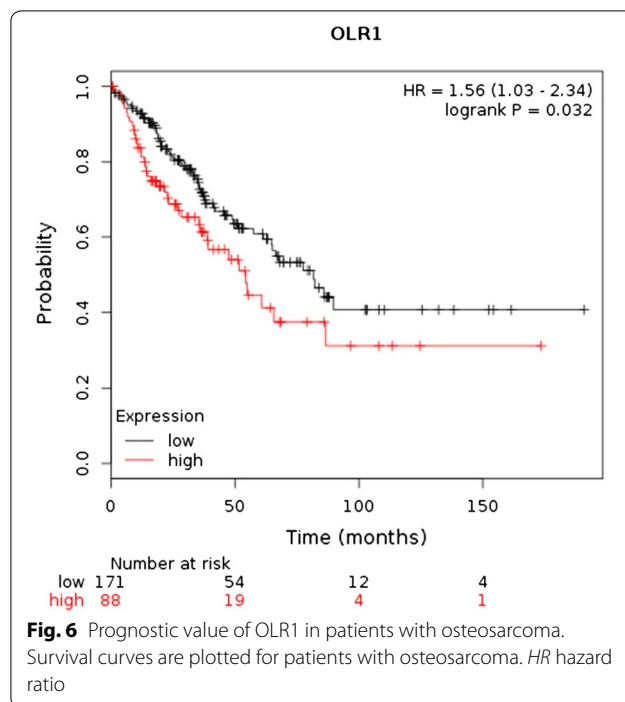 OLR1
HR = 1.56 (1.03 - 2.34)
logrank P = 0.032
Probability
1.0
0.8
0.6
0.4
0.2
0.0
Expression
low
high
0 50 100 150
Time (months)
Number at risk
low 171 54 12 4
high 88 19 4 1
Fig. 6 Prognostic value of OLR1 in patients with osteosarcoma.
Survival curves are plotted for patients with osteosarcoma. HR hazard
ratio